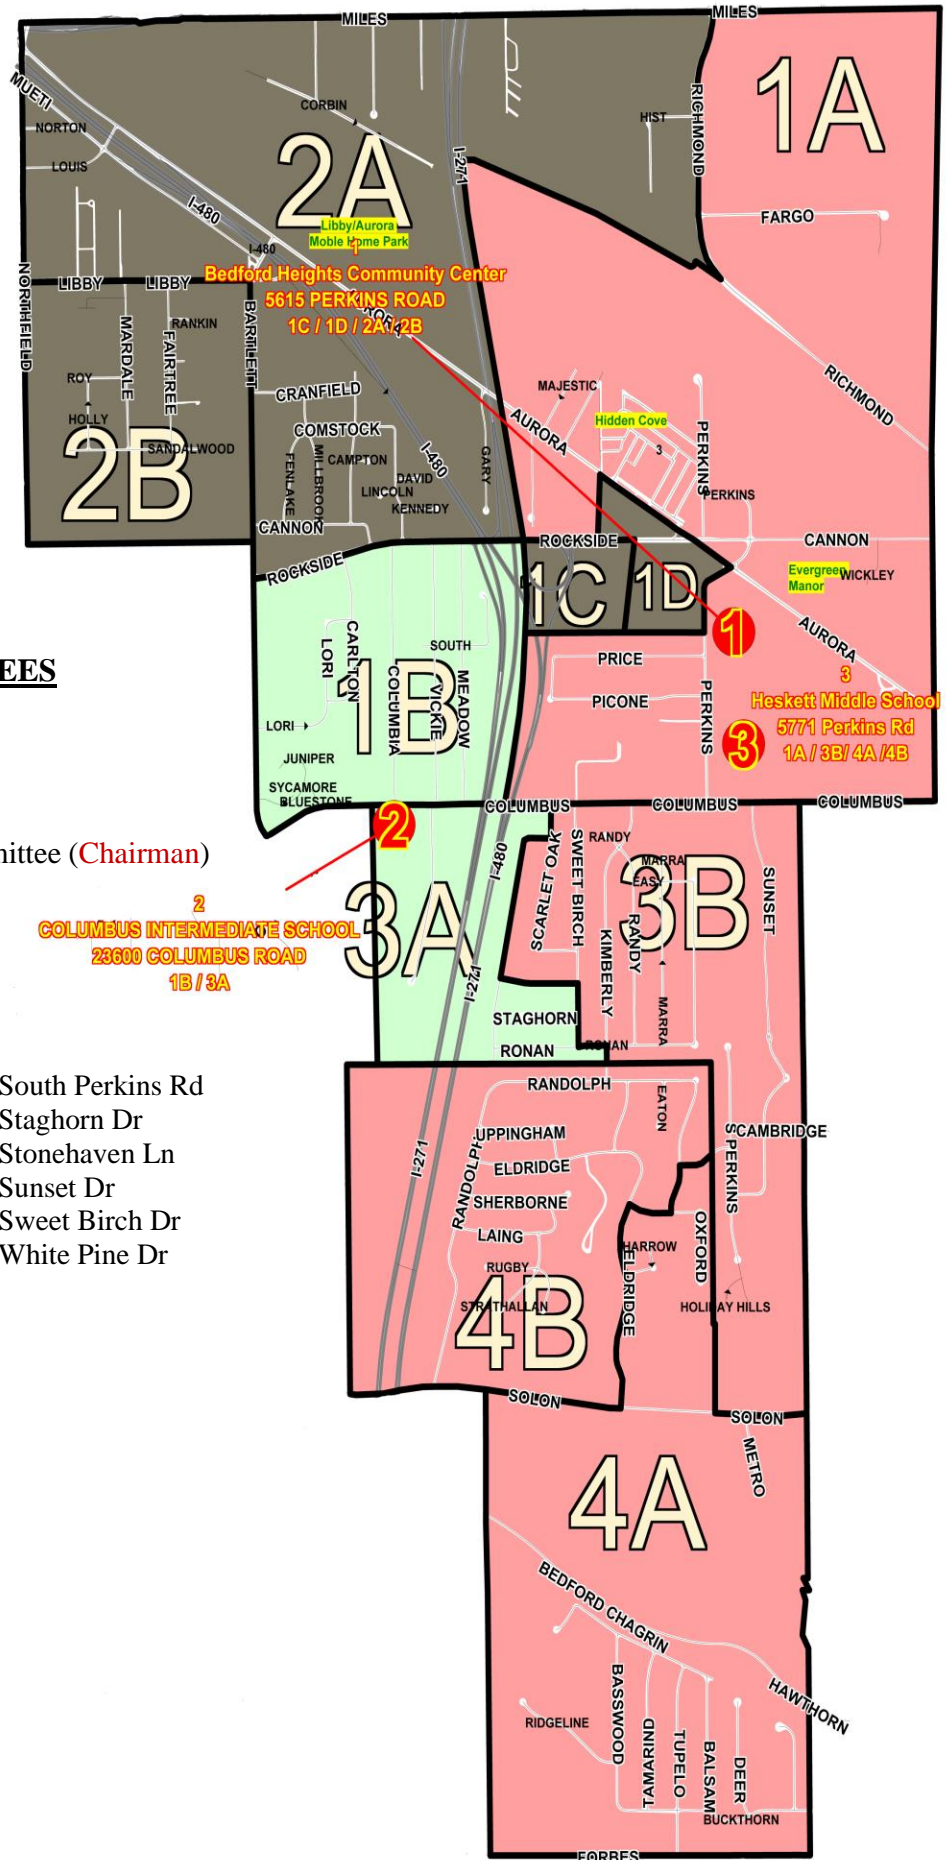 MILES
MILES
MUETI
CORBIN
RICHMOND
1A
HIST
NORTON
2A
I-271
LOUIS
I-480
FARGO
Libby/Aurora
Moble Home Park
I-480
1
Bedford Heights Community Center
5615 PERKINS ROAD
1C / 1D / 2A / 2B
NORTHFIELD
LIBBY
LIBBY
BARTLETT
MARDALE
FAIRTREE
RANKIN
RICHMOND
ROY
CRANFIELD
MAJESTIC
HOLLY
COMSTOCK
AURORA
Hidden Cove
PERKINS
2B
SANDALWOOD
I-480
GARY
3
FENLAKE
MILLBROOK
CAMPTON
DAVID
LINCOLN
KENNEDY
PERKINS
CANNON
ROCKSIDE
CANNON
ROCKSIDE
1C
1D
Evergreen
Manor
WICKLEY
EES
LORI
CARLTON
1B
SOUTH
COLUMBIA
VICKIE
MEADOW
1
AURORA
PRICE
3
Heskett Middle School
5771 Perkins Rd
1A / 3B/ 4A /4B
PICONE
PERKINS
3
LORI
JUNIPER
SYCAMORE
BLUESTONE
COLUMBUS
COLUMBUS
COLUMBUS
2
mittee (Chairman)
I-480
SCARLET OAK
SWEET BIRCH
RANDY
MARRA
EASY
3B
SUNSET
2
COLUMBUS INTERMEDIATE SCHOOL
23600 COLUMBUS ROAD
1B / 3A
3A
KIMBERLY
RANDY
I-271
MARRA
STAGHORN
RONAN
RONAN
South Perkins Rd
Staghorn Dr
Stonehaven Ln
Sunset Dr
Sweet Birch Dr
White Pine Dr
RANDOLPH
EATON
I-271
RANDOLPH
UPPINGHAM
S PERKINS
CAMBRIDGE
ELDRIDGE
SHERBORNE
LAING
OXFORD
HARROW
ELDRIDGE
RUGBY
STRATHALLAN
4B
HOLIDAY HILLS
SOLON
SOLON
METRO
4A
BEDFORD CHAGRIN
HAWTHORN
RIDGELINE
BASSWOOD
TAMARIND
TUPELO
BALSAM
DEER
BUCKTHORN
FORBES